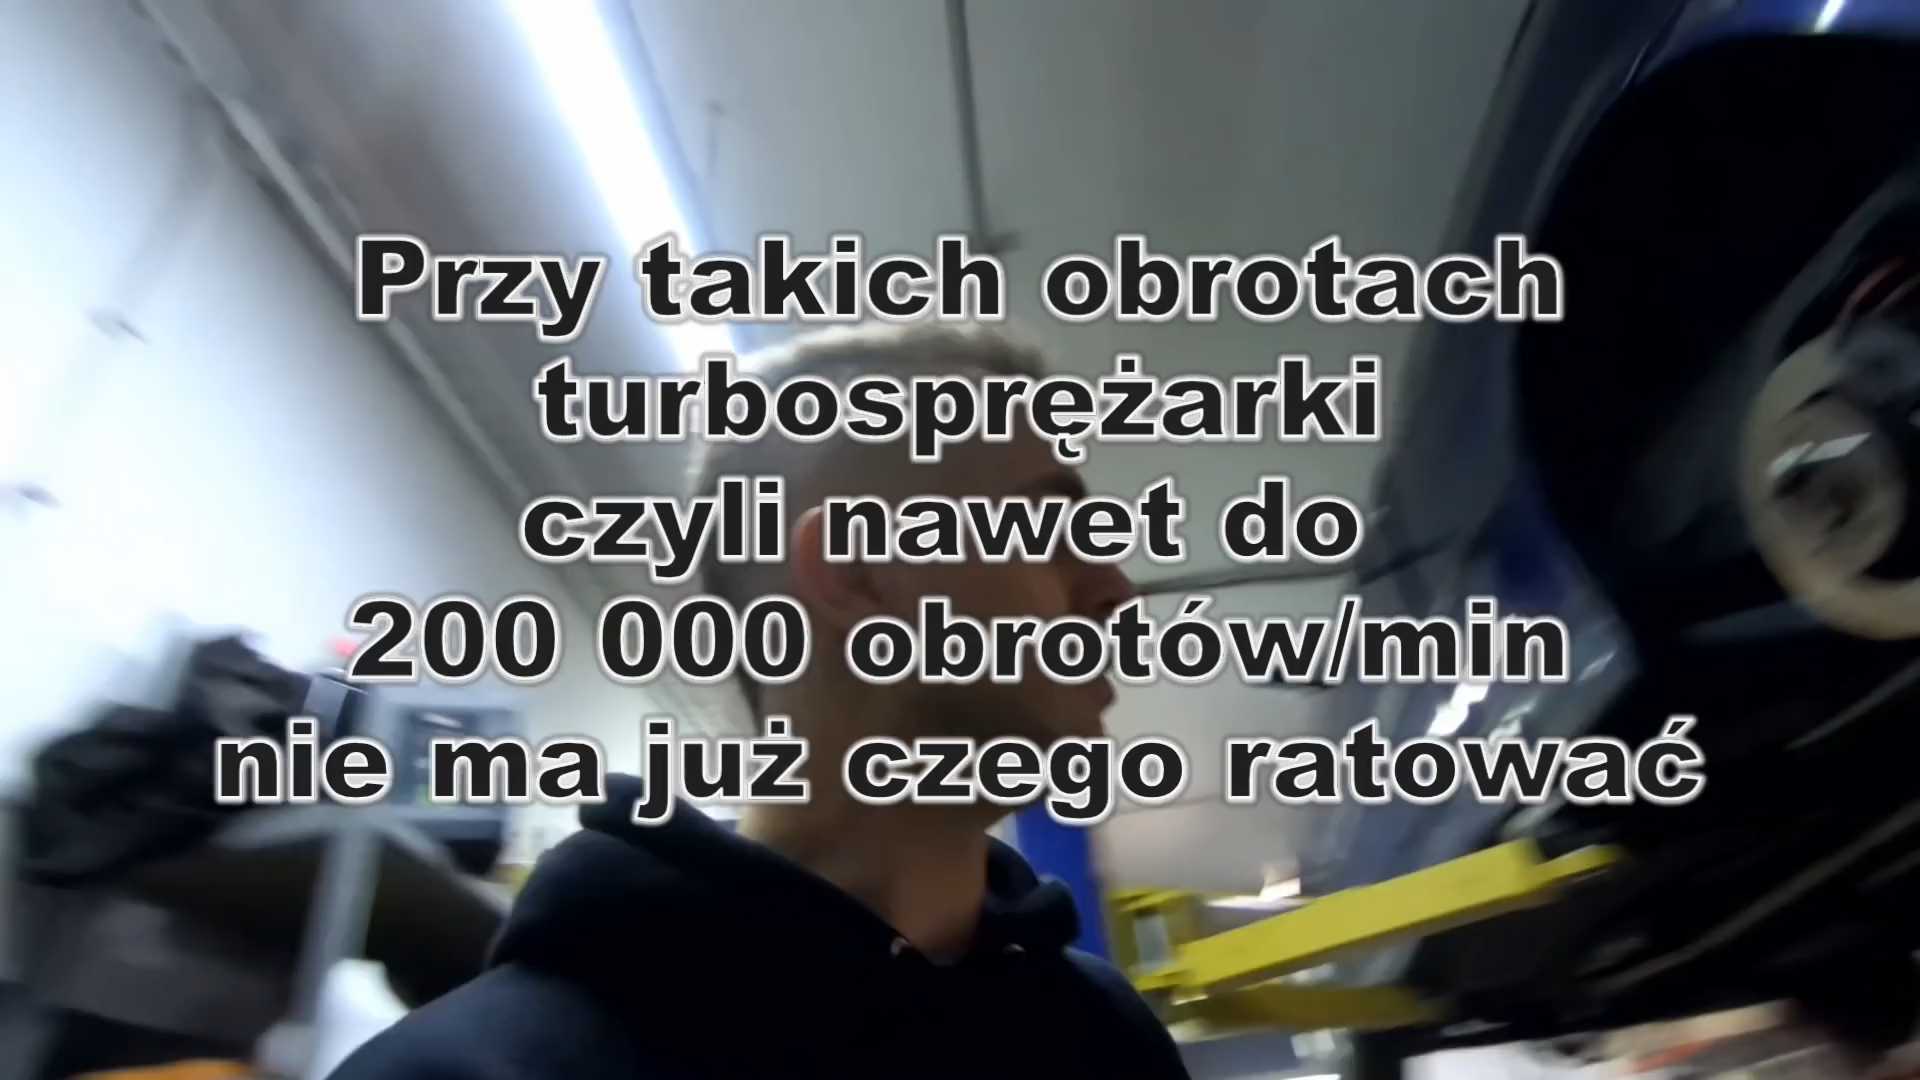 Przy takich obrotach
turbosprężarki
czyli nawet do
200 000 obrotów/min
nie ma już czego ratować